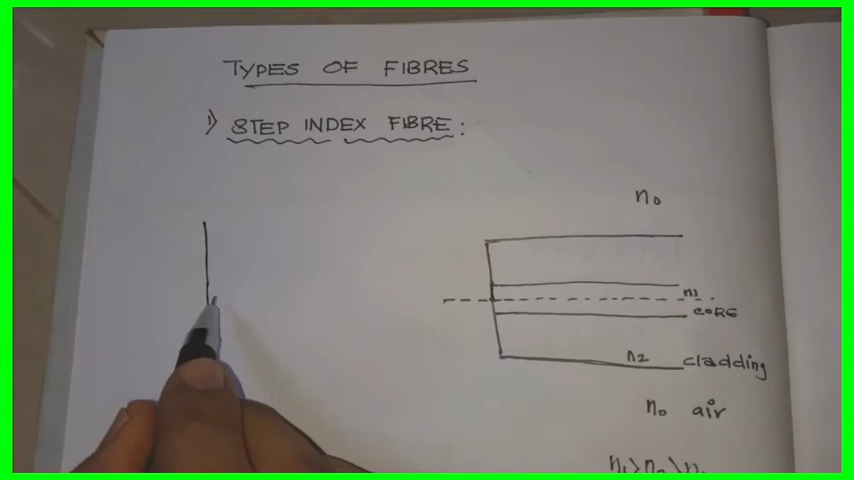 TYPES OF FIBRES
1) STEP INDEX FIBRE :
n₀
n1
CORE
n2 cladding
n₀ air